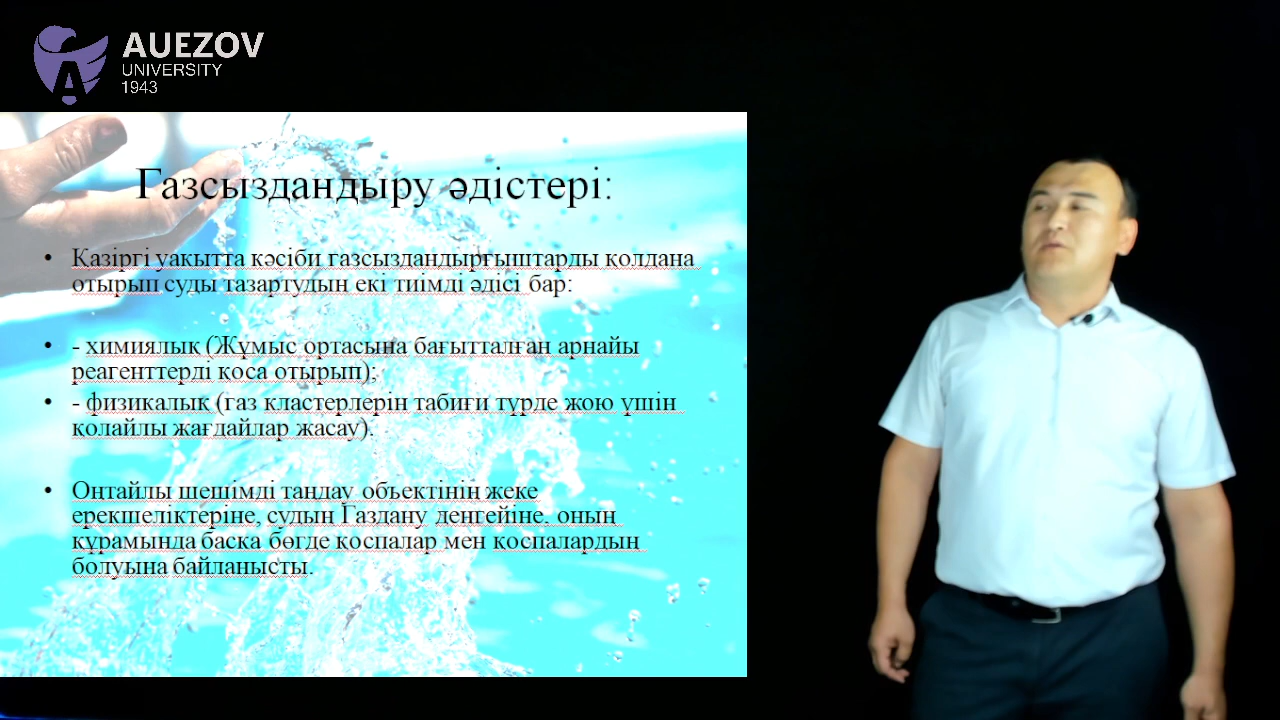 AUEZOV
UNIVERSITY
1943
Газсыздандыру әдістері:
• Қазіргі уақытта кәсіби газсыздандырғыштарды қолдана
отырып суды тазартудың екі тиімді әдісі бар:
• - химиялық (Жұмыс ортасына бағытталған арнайы
реагенттерді қоса отырып);
• - физикалық (газ кластерлерін табиғи түрде жою үшін
қолайлы жағдайлар жасау).
• Оңтайлы шешімді таңдау объектінің жеке
ерекшеліктеріне, судың Газдану деңгейіне, оның
құрамында басқа бөгде қоспалар мен қоспалардың
болуына байланысты.